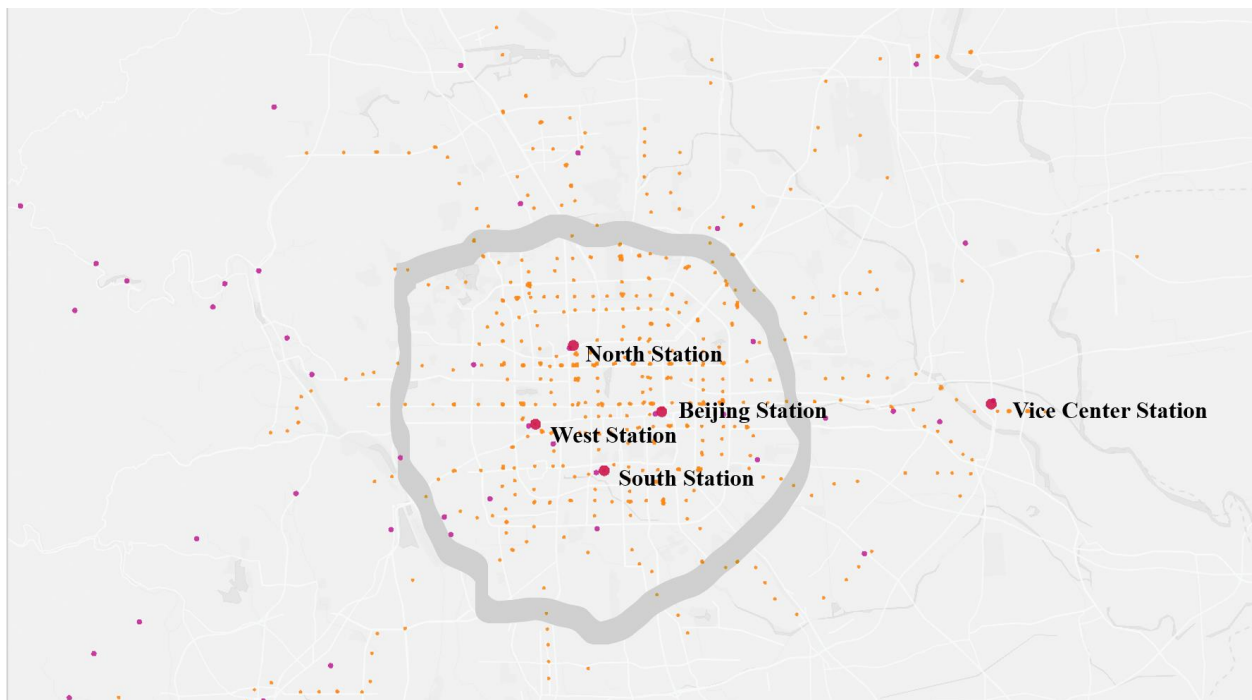 North Station
Beijing Station
Vice Center Station
West Station
South Station